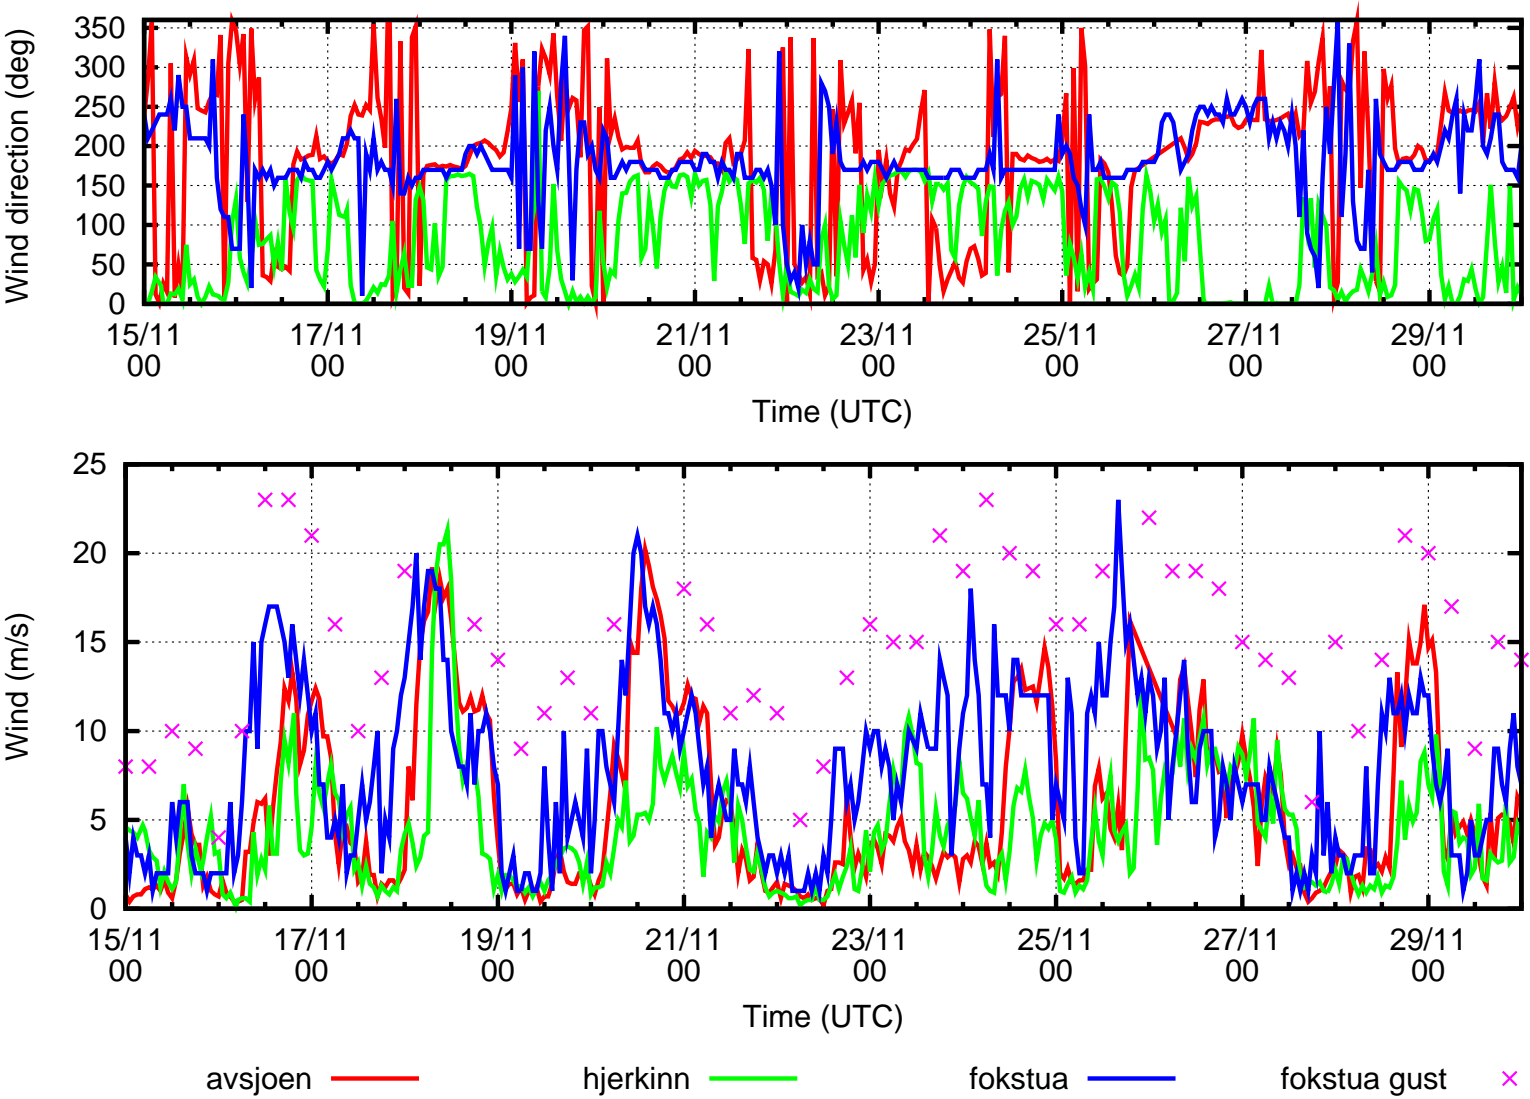 Wind direction (deg)
350
300
250
200
150
100
50
0
15/11 17/11 19/11 21/11 23/11 25/11 27/11 29/11
00 00 00 00 00 00 00 00
Time (UTC)
Wind (m/s)
25
20
15
10
5
0
15/11 17/11 19/11 21/11 23/11 25/11 27/11 29/11
00 00 00 00 00 00 00 00
Time (UTC)
avsjoen hjerkinn fokstua fokstua gust